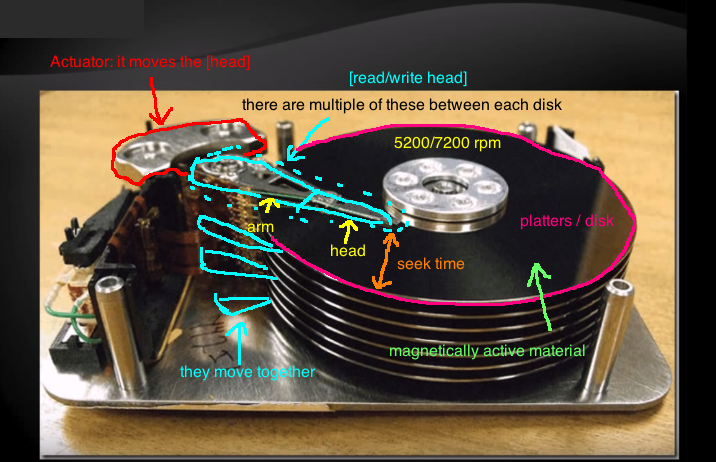 Actuator: it moves the [head]
[read/write head]
there are multiple of these between each disk
5200/7200 rpm
platters / disk
arm
head
seek time
magnetically active material
they move together